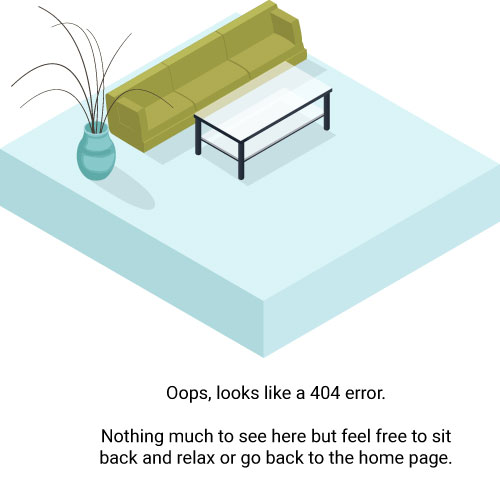 Oops, looks like a 404 error.
Nothing much to see here but feel free to sit
back and relax or go back to the home page.